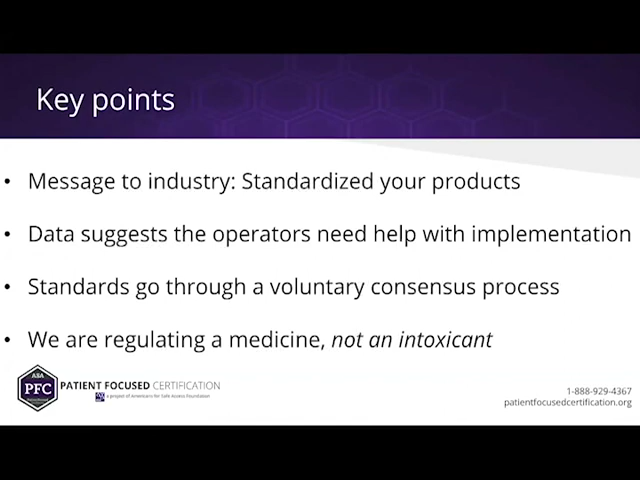 Key points
• Message to industry: Standardized your products
• Data suggests the operators need help with implementation
• Standards go through a voluntary consensus process
• We are regulating a medicine, not an intoxicant
ASA
PFC
PATIENT FOCUSED CERTIFICATION
a project of Americans for Safe Access Foundation
1-888-929-4367
patientfocusedcertification.org